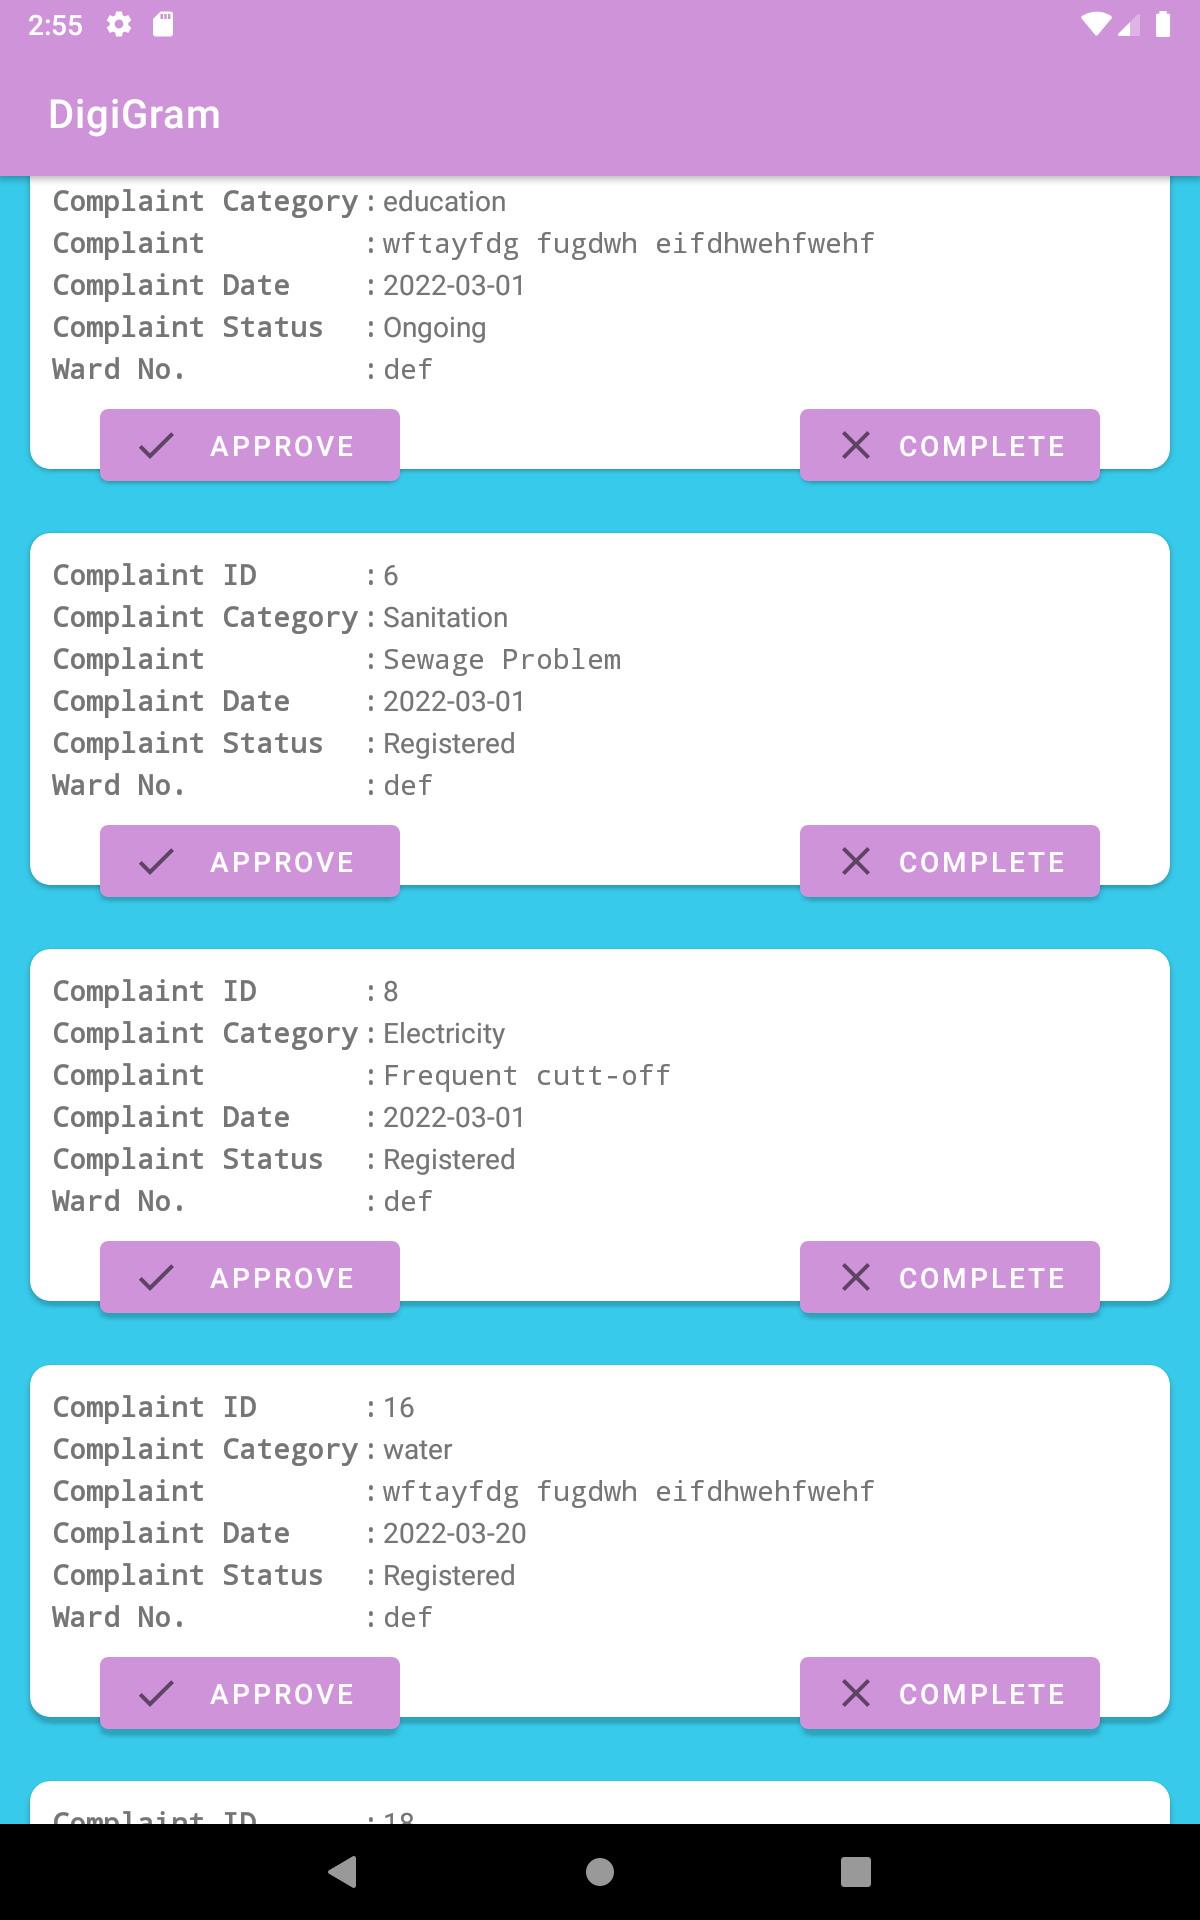 2:55
DigiGram
Complaint Category : education
Complaint : wftayfdg fugdwh eifdhwehfwehf
Complaint Date : 2022-03-01
Complaint Status : Ongoing
Ward No. : def
APPROVE COMPLETE
Complaint ID : 6
Complaint Category : Sanitation
Complaint : Sewage Problem
Complaint Date : 2022-03-01
Complaint Status : Registered
Ward No. : def
APPROVE COMPLETE
Complaint ID : 8
Complaint Category : Electricity
Complaint : Frequent cutt-off
Complaint Date : 2022-03-01
Complaint Status : Registered
Ward No. : def
APPROVE COMPLETE
Complaint ID : 16
Complaint Category : water
Complaint : wftayfdg fugdwh eifdhwehfwehf
Complaint Date : 2022-03-20
Complaint Status : Registered
Ward No. : def
APPROVE COMPLETE
Complaint ID : 18